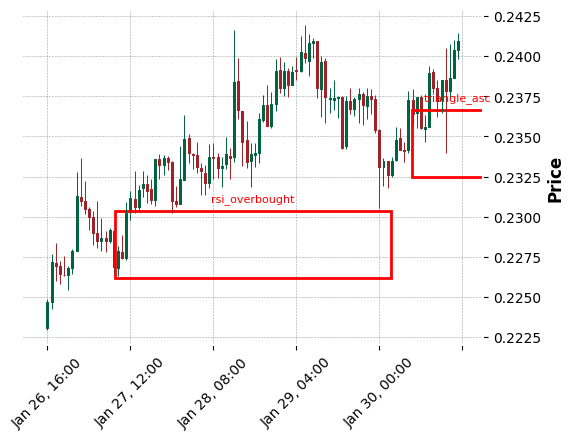 0.2425
0.2400
0.2375
triangle_asc
0.2350
0.2325
rsi_overbought
0.2300
0.2275
0.2250
0.2225
Price
Jan 26, 16:00
Jan 27, 12:00
Jan 28, 08:00
Jan 29, 04:00
Jan 30, 00:00